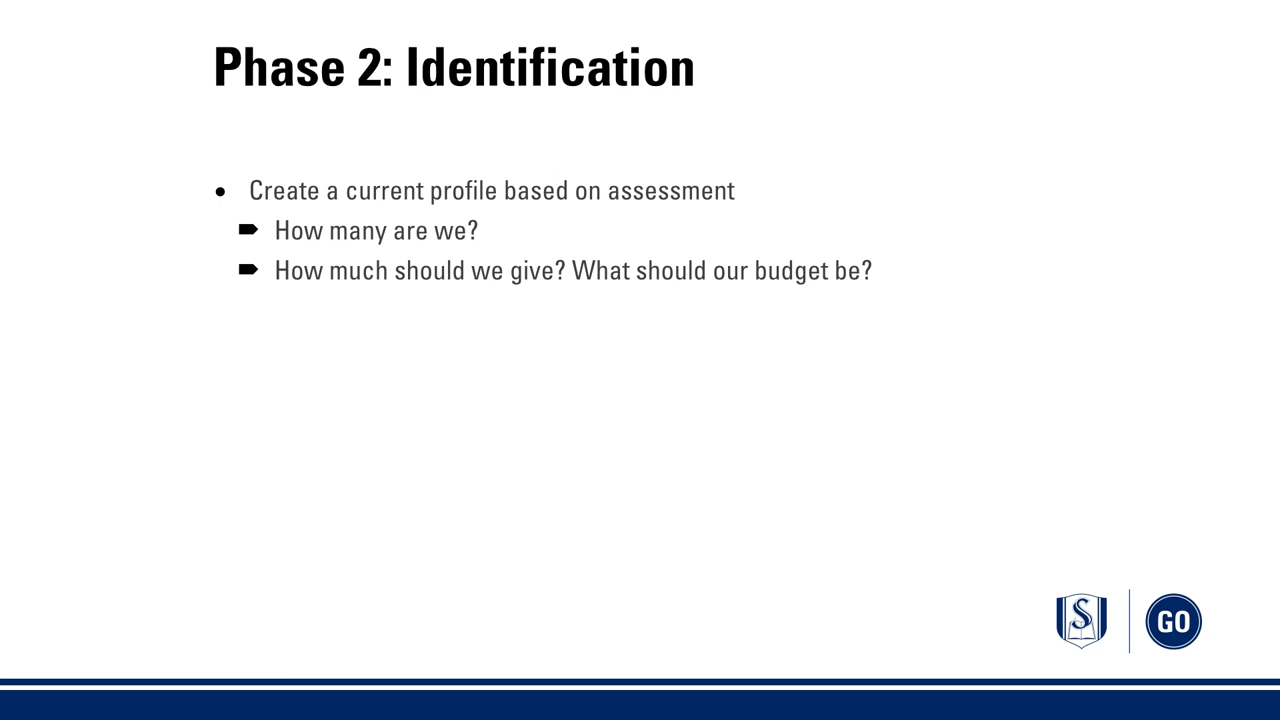 Phase 2: Identification
• Create a current profile based on assessment
How many are we?
How much should we give? What should our budget be?
S
GO